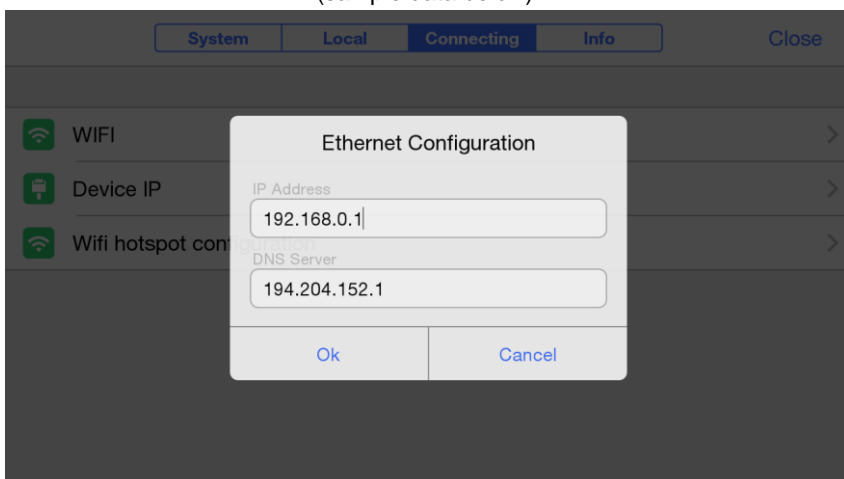 System Local Connecting Info Close
WIFI
Ethernet Configuration
Device IP
IP Address
192.168.0.1
Wifi hotspot configuration
DNS Server
194.204.152.1
Ok Cancel